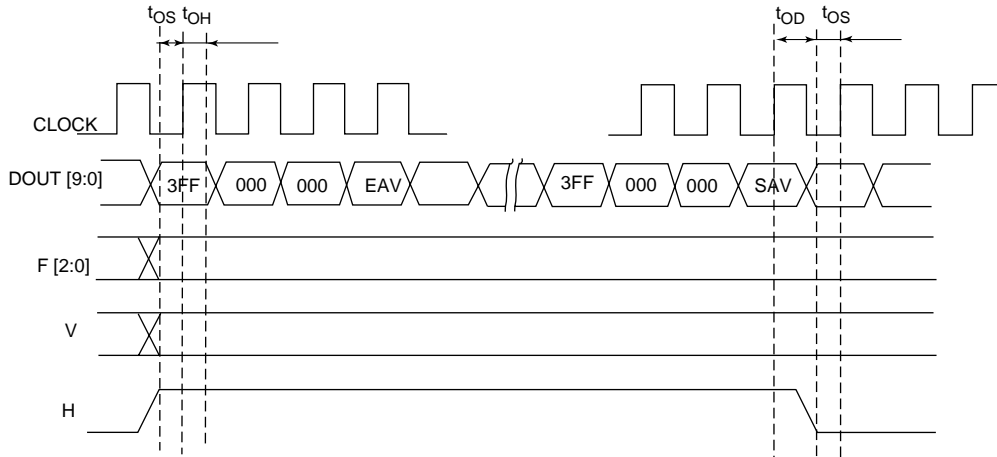 tOS tOH tOD tOS
CLOCK
DOUT [9:0] 3FF 000 000 EAV 3FF 000 000 SAV
F [2:0]
V
H